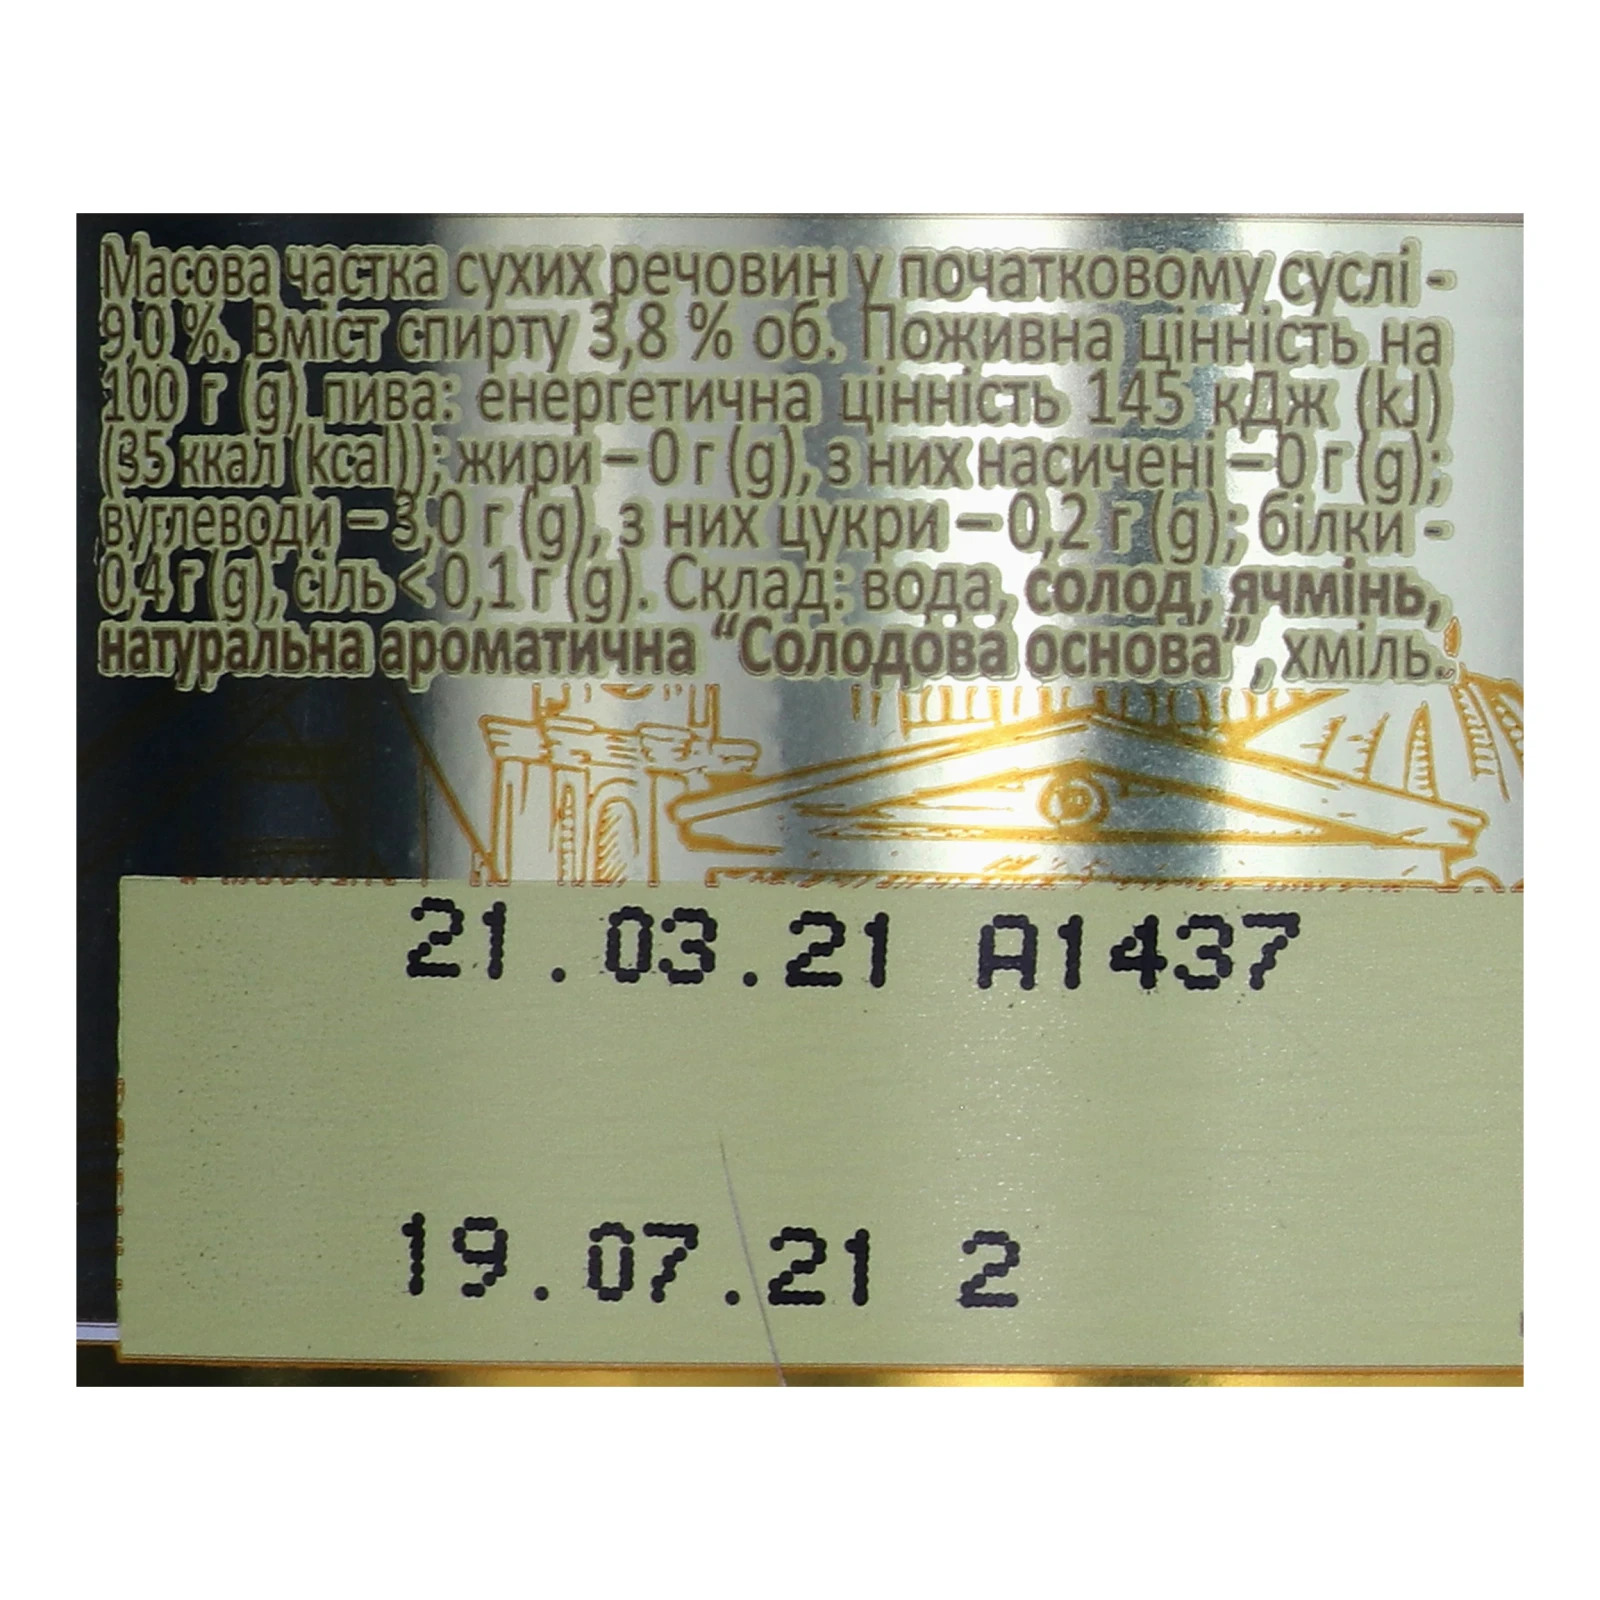 Масова частка сухих речовин у початковому суслі -
9,0 %. Вміст спирту 3,8 % об. Поживна цінність на
100 г (g) пива: енергетична цінність 145 кДж (kJ)
(35 ккал (kcal)); жири – 0 г (g), з них насичені – 0 г (g);
вуглеводи – 3,0 г (g), з них цукри – 0,2 г (g); білки -
0,4 г (g), сіль < 0,1 г (g). Склад: вода, солод, ячмінь,
натуральна ароматична “Солодова основа”, хміль.
21.03.21 A1437
19.07.21 2